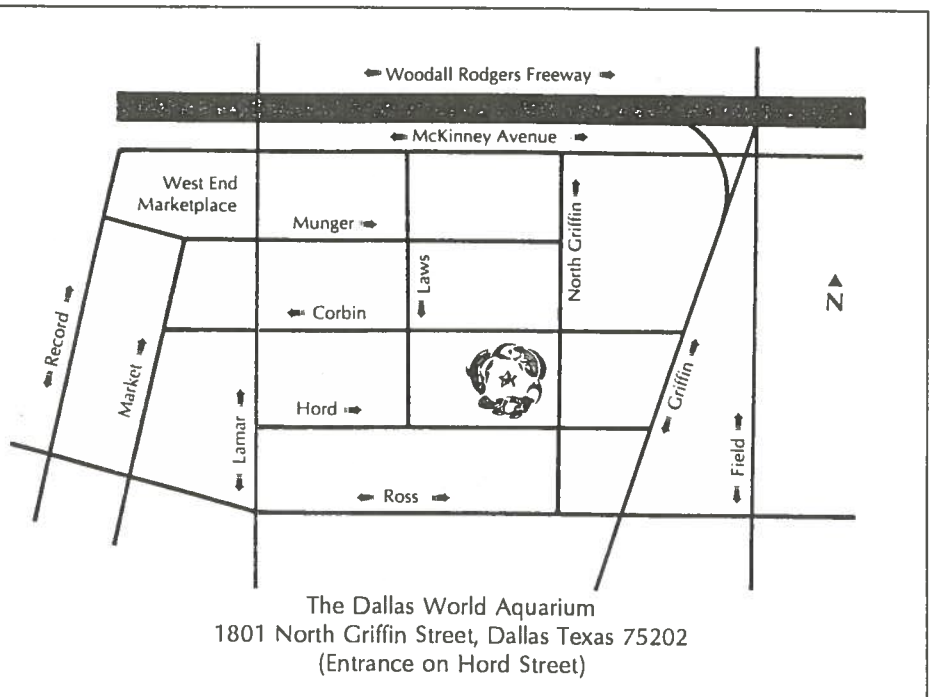 Woodall Rodgers Freeway
McKinney Avenue
West End
Marketplace
Munger
North Griffin
Laws
N
Corbin
Record
Market
Griffin
Hord
Lamar
Field
Ross
The Dallas World Aquarium
1801 North Griffin Street, Dallas Texas 75202
(Entrance on Hord Street)